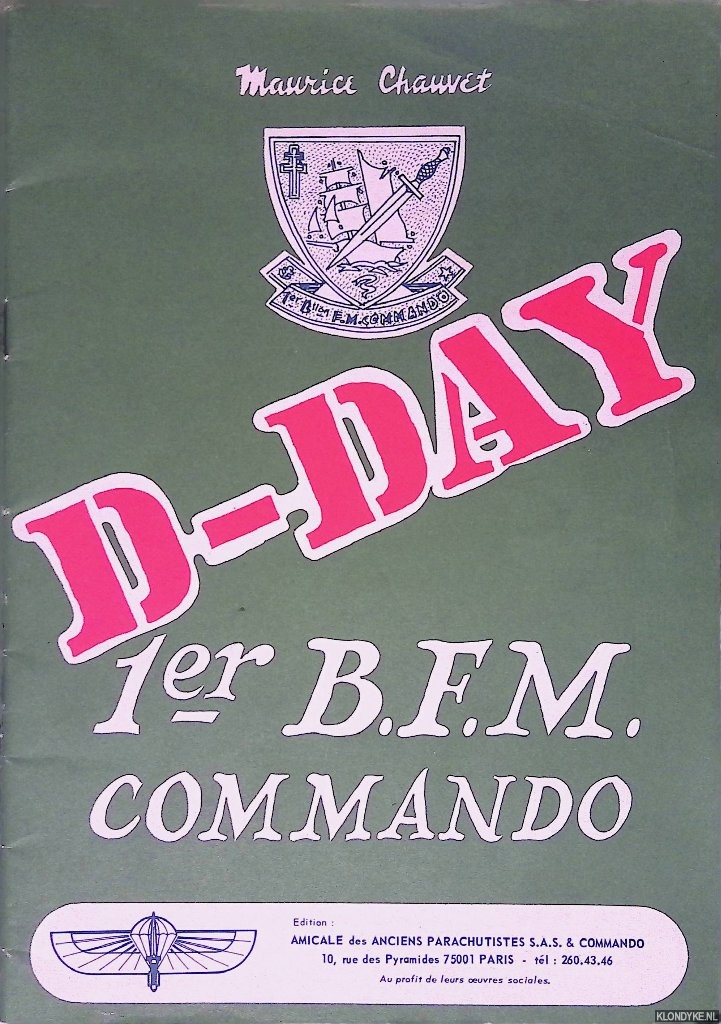 Maurice Chauvet
1er Bllon F.M. COMMANDO
D-DAY
1er B.F.M.
COMMANDO
Edition :
AMICALE des ANCIENS PARACHUTISTES S.A.S. & COMMANDO
10, rue des Pyramides 75001 PARIS - tél : 260.43.46
Au profit de leurs œuvres sociales.
KLONDYKE.NL